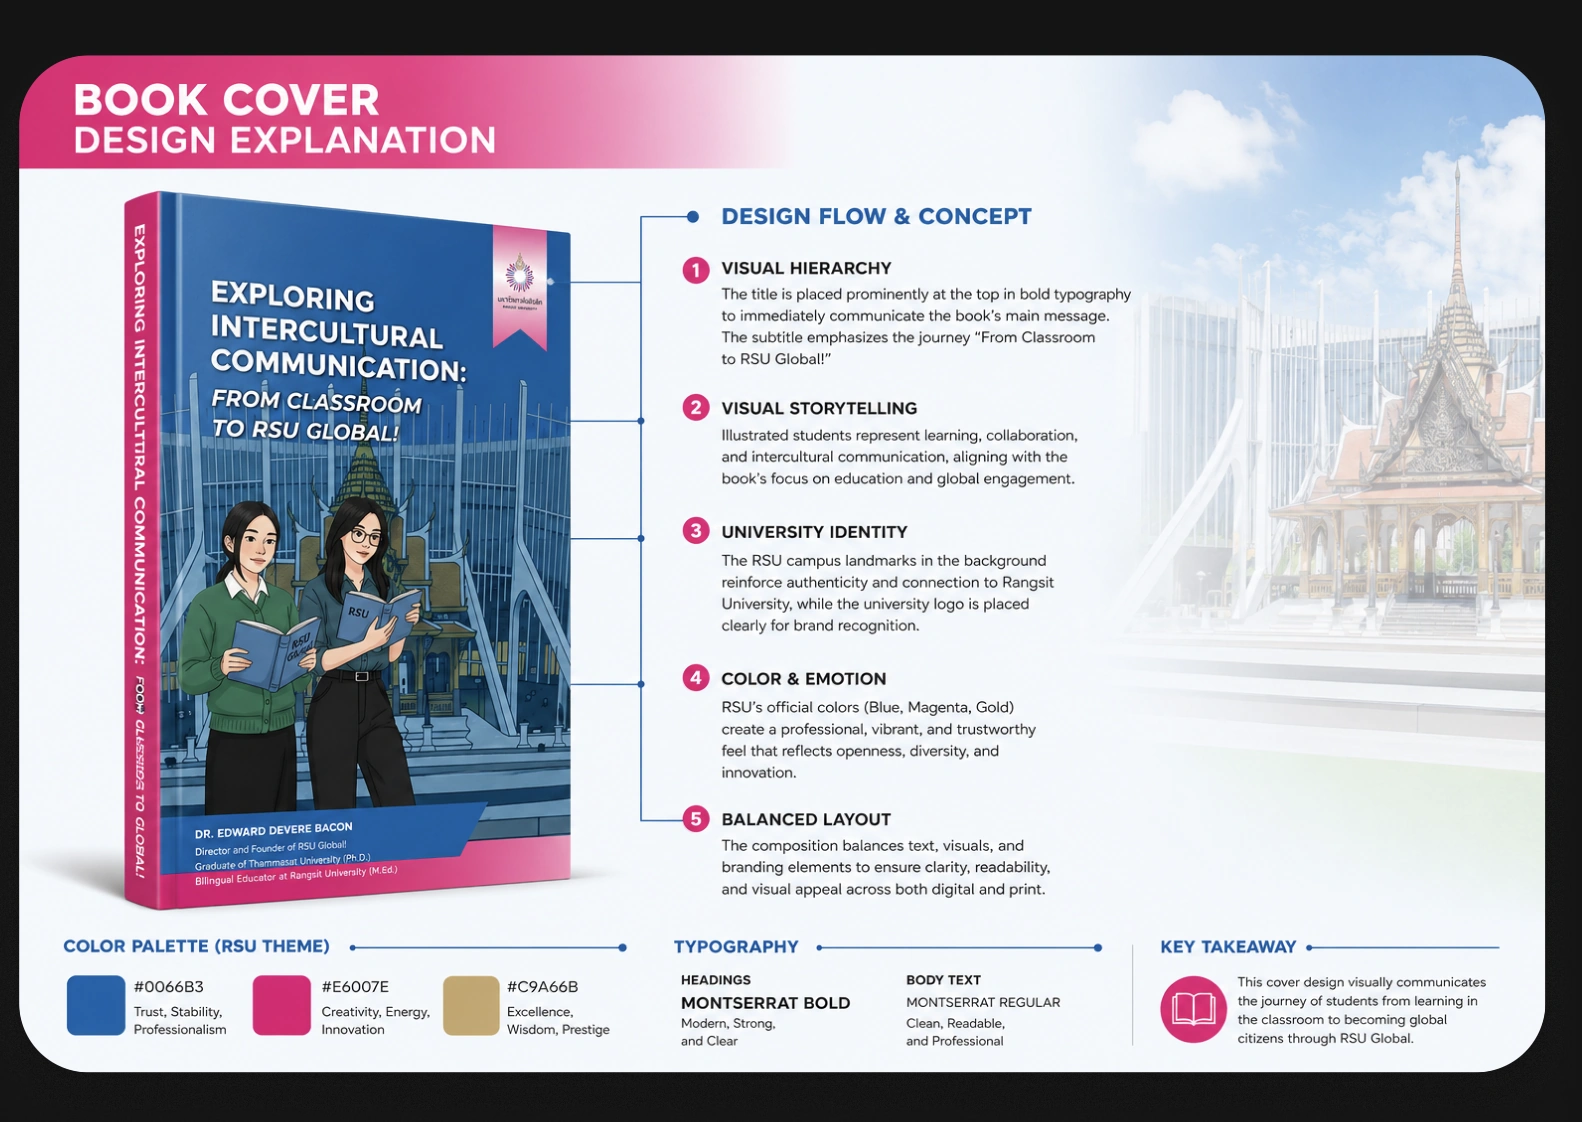 BOOK COVER
DESIGN EXPLANATION
EXPLORING INTERCULTURAL COMMUNICATION:
TO GLOBAL!
EXPLORING
INTERCULTURAL
COMMUNICATION:
FROM CLASSROOM
TO RSU GLOBAL!
RSU
RSU
DR. EDWARD DEVERE BACON
Director and Founder of RSU Global!
Graduate of Thammasat University (Ph.D.)
Bilingual Educator at Rangsit University (M.Ed.)
DESIGN FLOW & CONCEPT
1 VISUAL HIERARCHY
The title is placed prominently at the top in bold typography
to immediately communicate the book's main message.
The subtitle emphasizes the journey "From Classroom
to RSU Global!"
2 VISUAL STORYTELLING
Illustrated students represent learning, collaboration,
and intercultural communication, aligning with the
book's focus on education and global engagement.
3 UNIVERSITY IDENTITY
The RSU campus landmarks in the background
reinforce authenticity and connection to Rangsit
University, while the university logo is placed
clearly for brand recognition.
4 COLOR & EMOTION
RSU's official colors (Blue, Magenta, Gold)
create a professional, vibrant, and trustworthy
feel that reflects openness, diversity, and
innovation.
5 BALANCED LAYOUT
The composition balances text, visuals, and
branding elements to ensure clarity, readability,
and visual appeal across both digital and print.
COLOR PALETTE (RSU THEME)
#0066B3
Trust, Stability,
Professionalism
#E6007E
Creativity, Energy,
Innovation
#C9A66B
Excellence,
Wisdom, Prestige
TYPOGRAPHY
HEADINGS
MONTSERRAT BOLD
Modern, Strong,
and Clear
BODY TEXT
MONTSERRAT REGULAR
Clean, Readable,
and Professional
KEY TAKEAWAY
This cover design visually communicates
the journey of students from learning in
the classroom to becoming global
citizens through RSU Global.